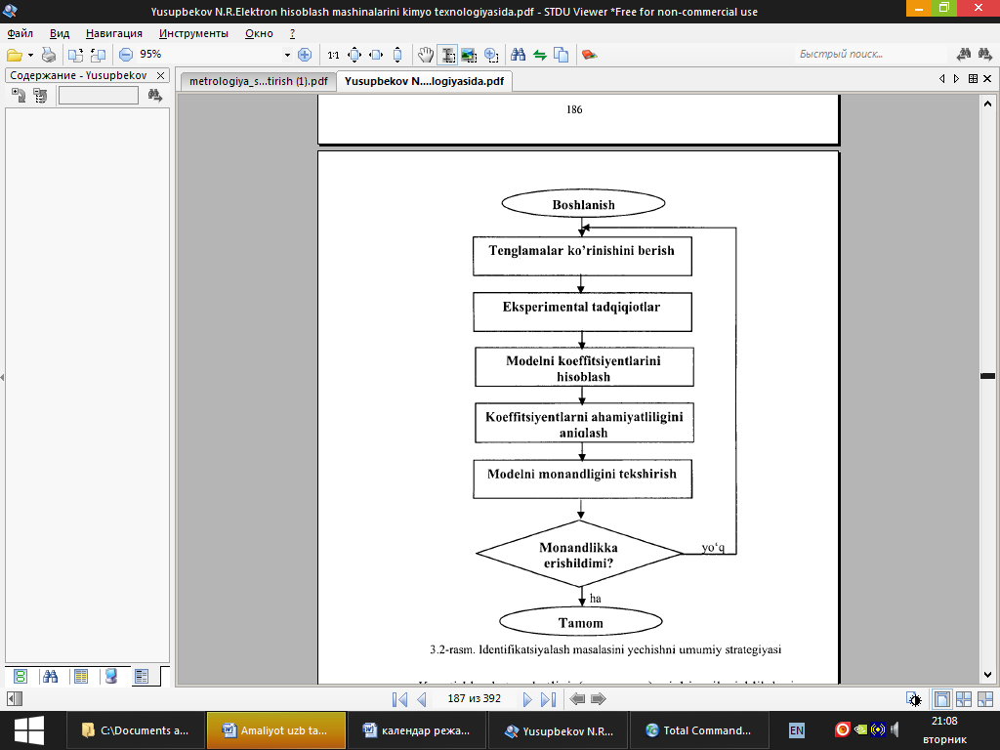 Yusupbekov N.R.Elektron hisoblash mashinalarini kimyo texnologiyasida.pdf - STDU Viewer *Free for non-commercial use
Файл Вид Навигация Инструменты Окно ?
95% 1:1 Быстрый поиск...
Содержание - Yusupbekov
metrologiya_s...tirish (1).pdf Yusupbekov N....logiyasida.pdf
186
Boshlanish
Tenglamalar ko'rinishini berish
Eksperimental tadqiqiotlar
Modelni koeffitsiyentlarini
hisoblash
Koeffitsiyentlarni ahamiyatliligini
aniqlash
Modelni monandligini tekshirish
Monandlikka
erishildimi?
yo'q
ha
Tamom
3.2-rasm. Identifikatsiyalash masalasini yechishni umumiy strategiyasi
187 из 392
C:\Documents a...
Amaliyot uzb ta...
календар режа...
Yusupbekov N.R...
Total Command...
EN
21:08
вторник